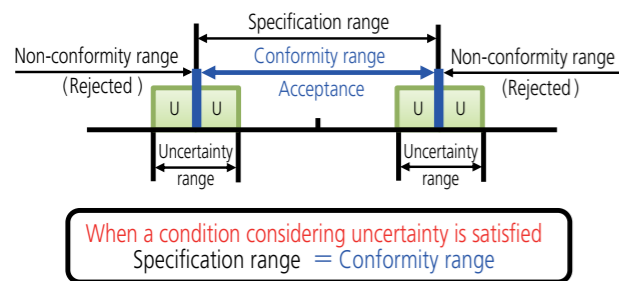 Specification range
Non-conformity range
Conformity range
Non-conformity range
(Rejected)
Acceptance
(Rejected)
U U
U U
Uncertainty
range
Uncertainty
range
When a condition considering uncertainty is satisfied
Specification range = Conformity range